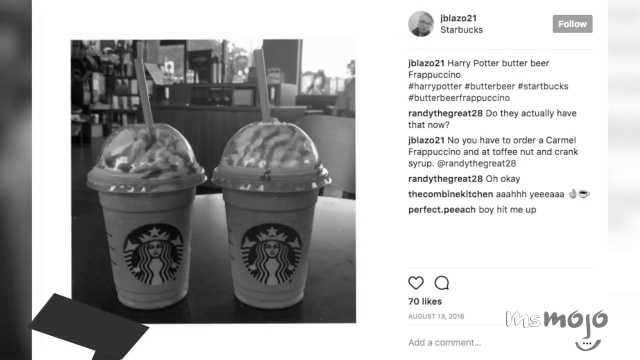 jblazo21
Starbucks
Follow
jblazo21 Harry Potter butter beer
Frappuccino
#harrypotter #butterbeer #startbucks
#butterbeerfrappuccino
randythegreat28 Do they actually have
that now?
jblazo21 No you have to order a Carmel
Frappuccino and at toffee nut and crank
syrup. @randythegreat28
randythegreat28 Oh okay
thecombinekitchen aaahhh yeeeaaa 👌🏻☕
perfect.peeach boy hit me up
70 likes
AUGUST 13, 2016
msmojo
Add a comment…